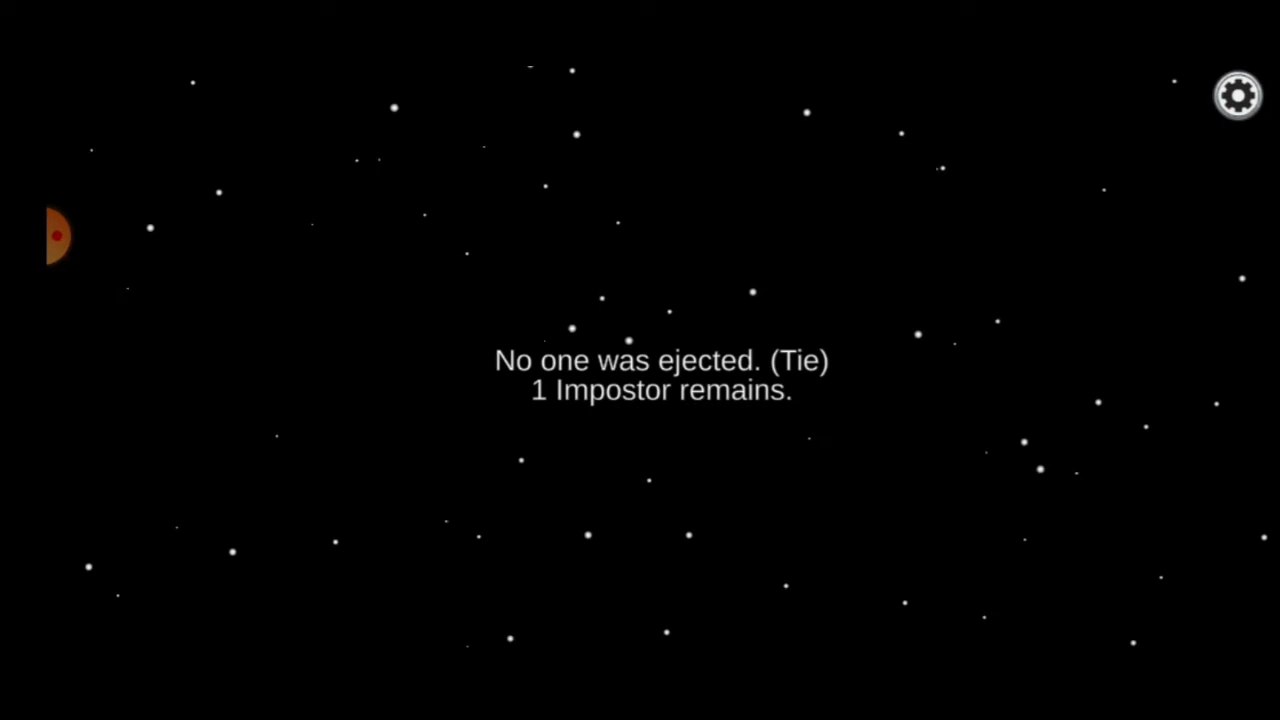 No one was ejected. (Tie)
1 Impostor remains.